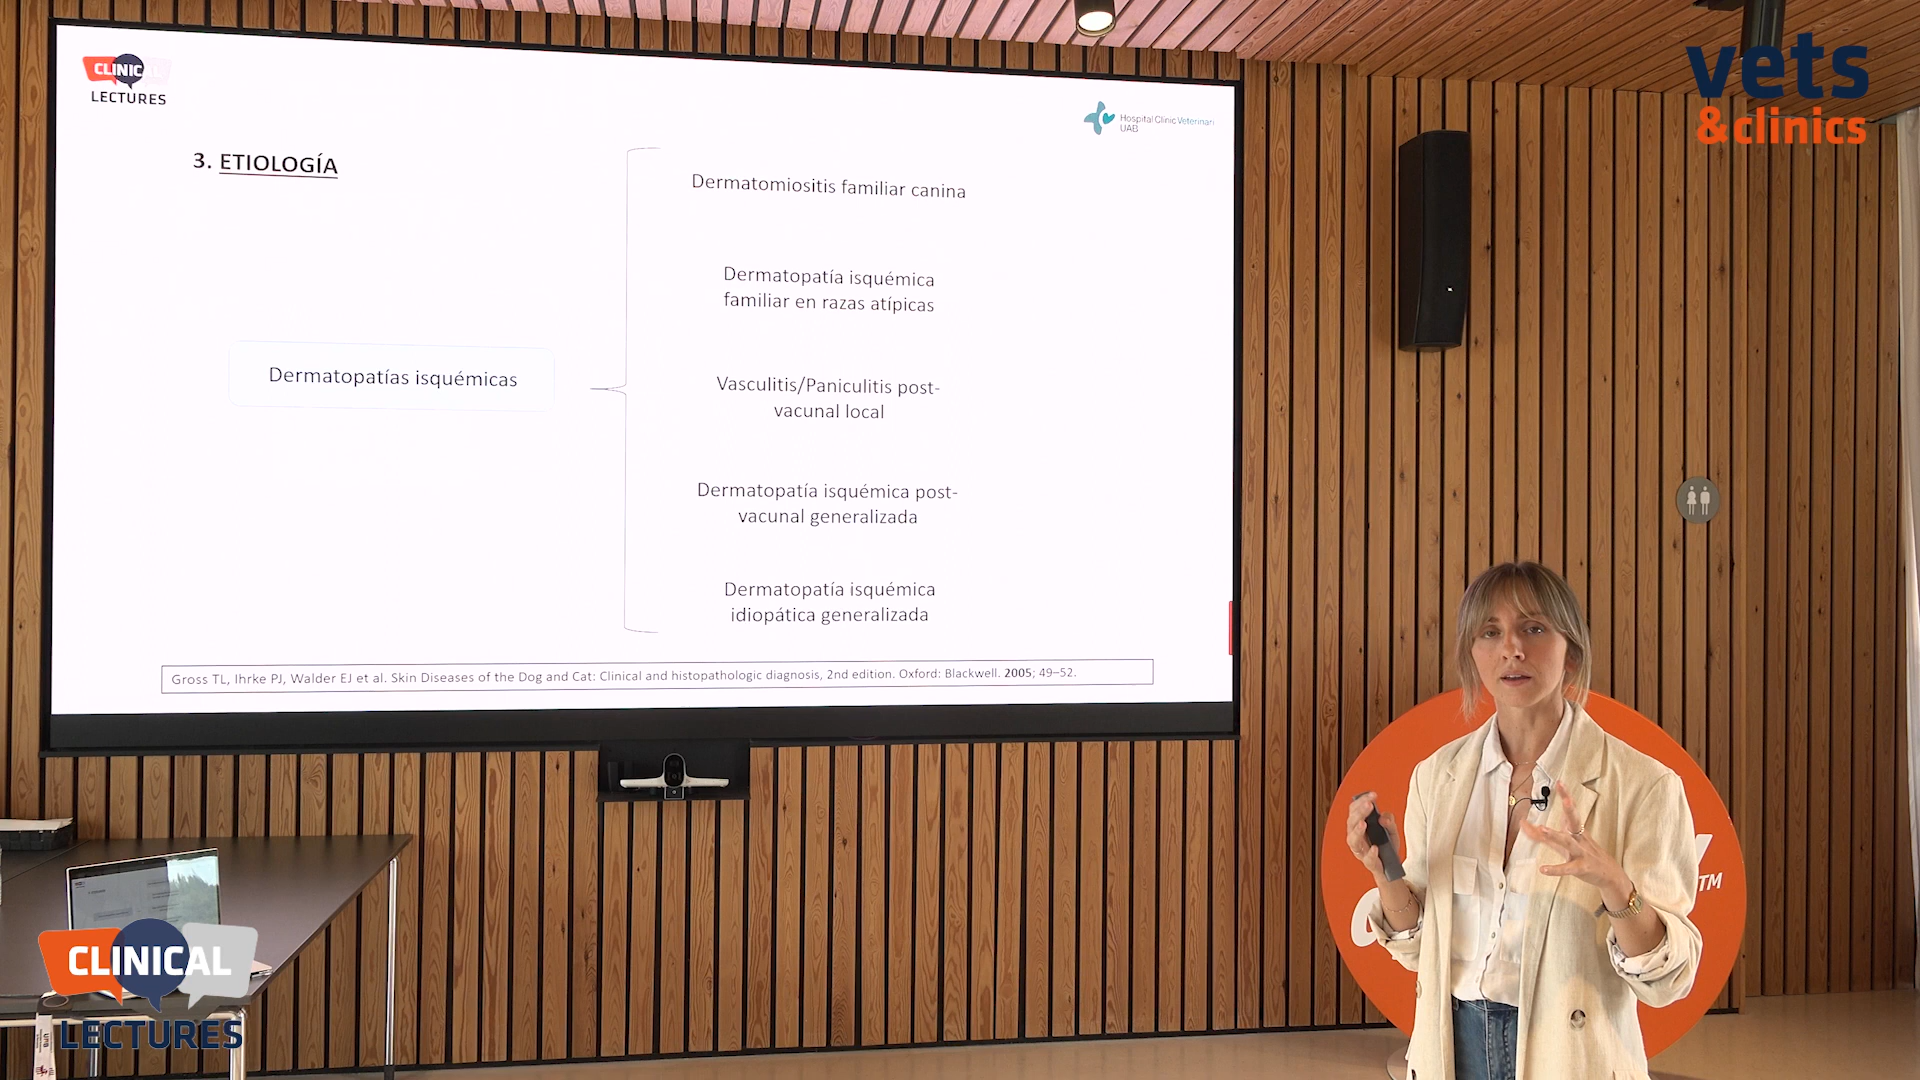 CLINICAL
LECTURES
Hospital Clínic Veterinari
UAB
3. ETIOLOGÍA
Dermatopatías isquémicas
Dermatomiositis familiar canina
Dermatopatía isquémica
familiar en razas atípicas
Vasculitis/Paniculitis post-
vacunal local
Dermatopatía isquémica post-
vacunal generalizada
Dermatopatía isquémica
idiopática generalizada
Gross TL, Ihrke PJ, Walder EJ et al. Skin Diseases of the Dog and Cat: Clinical and histopathologic diagnosis, 2nd edition. Oxford: Blackwell. 2005; 49–52.
vets
&clinics
TM
CLINICAL
LECTURES